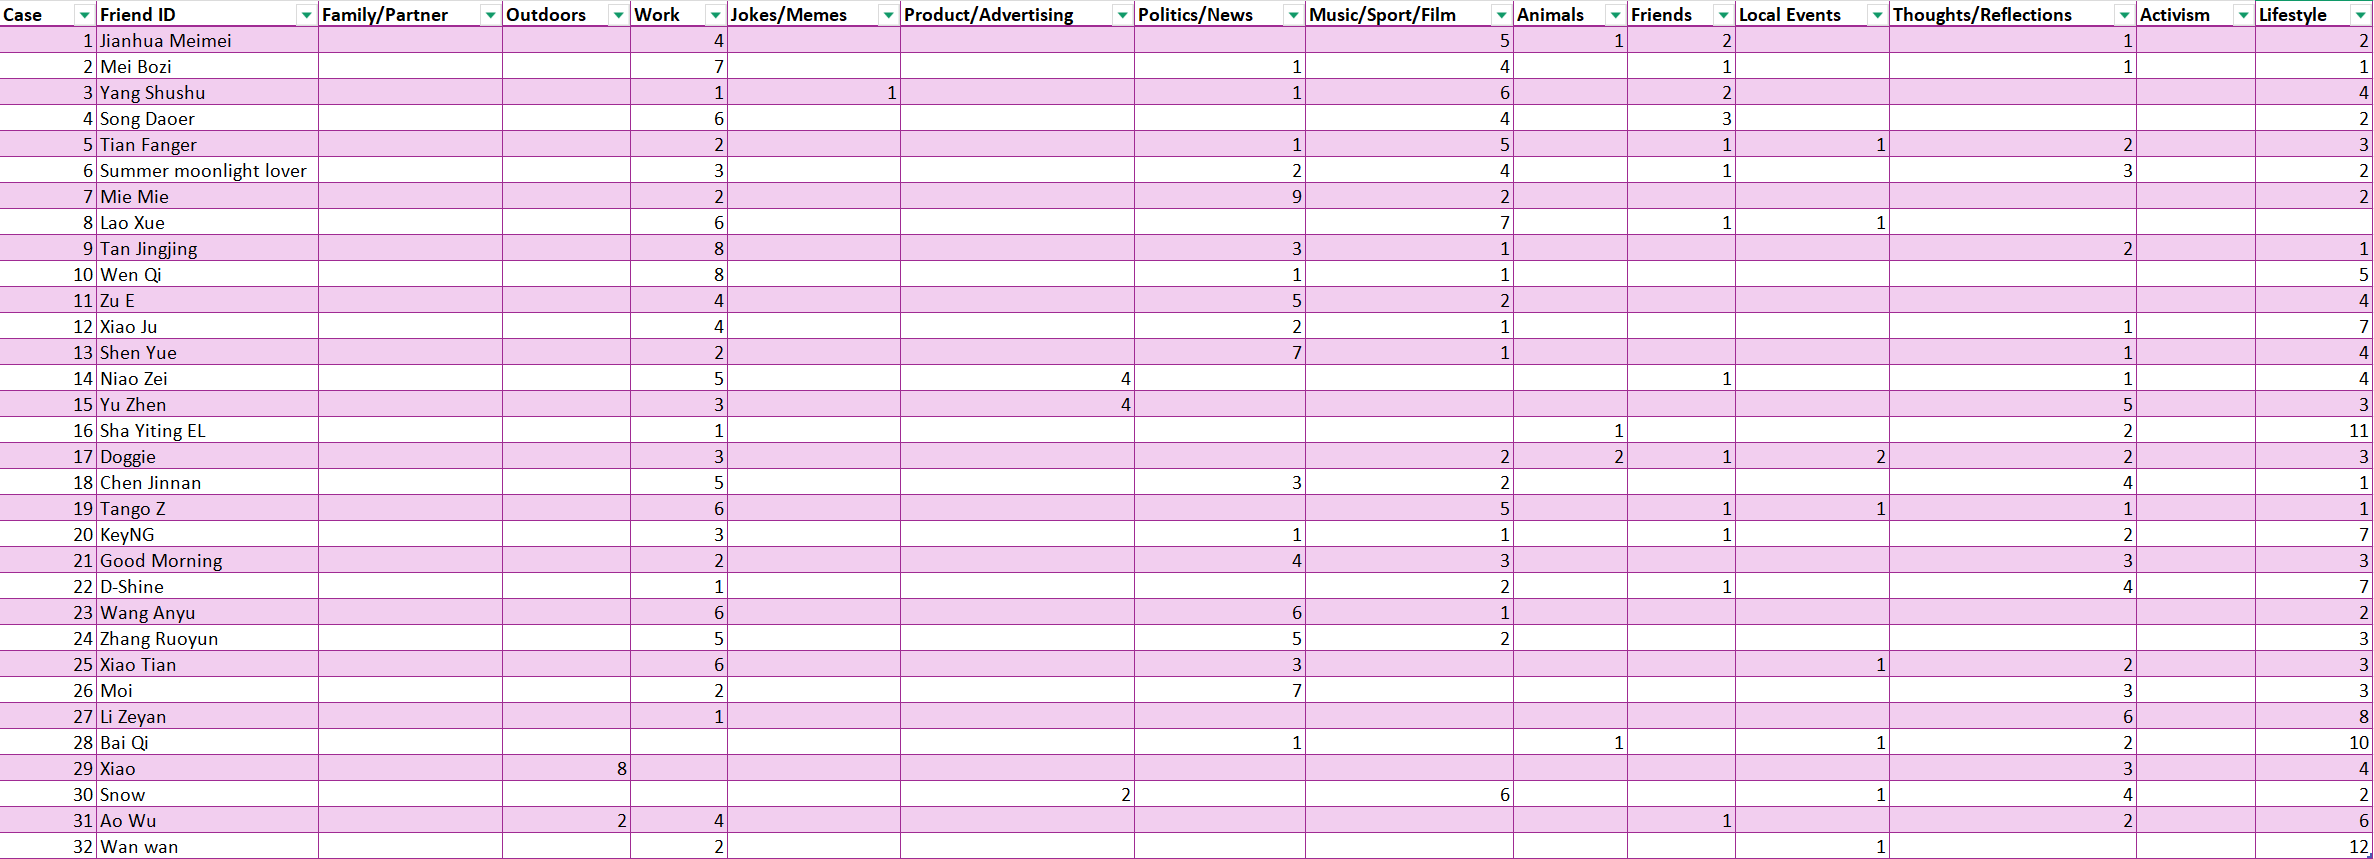 Case Friend ID Family/Partner Outdoors Work Jokes/Memes Product/Advertising Politics/News Music/Sport/Film Animals Friends Local Events Thoughts/Reflections Activism Lifestyle
1 Jianhua Meimei 4 5 1 2 1 2
2 Mei Bozi 7 1 4 1 1 1
3 Yang Shushu 1 1 1 6 2 4
4 Song Daoer 6 4 3 2
5 Tian Fanger 2 1 5 1 1 2 3
6 Summer moonlight lover 3 2 4 1 3 2
7 Mie Mie 2 9 2 2
8 Lao Xue 6 7 1 1
9 Tan Jingjing 8 3 1 2 1
10 Wen Qi 8 1 1 5
11 Zu E 4 5 2 4
12 Xiao Ju 4 2 1 1 7
13 Shen Yue 2 7 1 1 4
14 Niao Zei 5 4 1 1 4
15 Yu Zhen 3 4 5 3
16 Sha Yiting EL 1 1 2 11
17 Doggie 3 2 2 1 2 2 3
18 Chen Jinnan 5 3 2 4 1
19 Tango Z 6 5 1 1 1 1
20 KeyNG 3 1 1 1 2 7
21 Good Morning 2 4 3 3 3
22 D-Shine 1 2 1 4 7
23 Wang Anyu 6 6 1 2
24 Zhang Ruoyun 5 5 2 3
25 Xiao Tian 6 3 1 2 3
26 Moi 2 7 3 3
27 Li Zeyan 1 6 8
28 Bai Qi 1 1 1 2 10
29 Xiao 8 3 4
30 Snow 2 6 1 4 2
31 Ao Wu 2 4 1 2 6
32 Wan wan 2 1 12